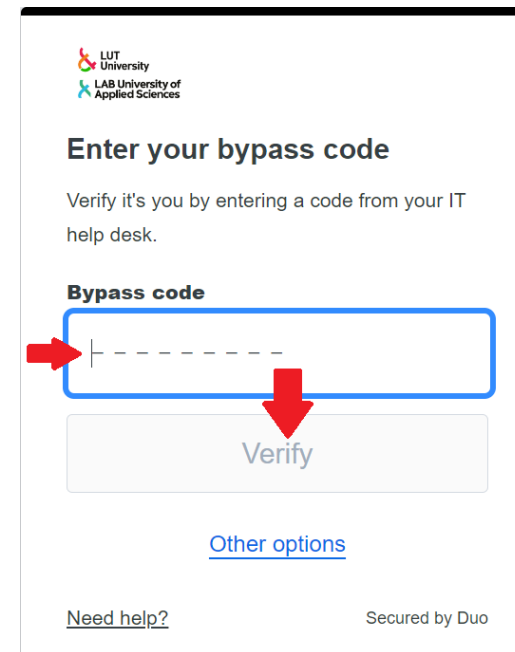 LUT
University
LAB University of
Applied Sciences
Enter your bypass code
Verify it's you by entering a code from your IT
help desk.
Bypass code
- - - - - - - - -
Verify
Other options
Need help? Secured by Duo